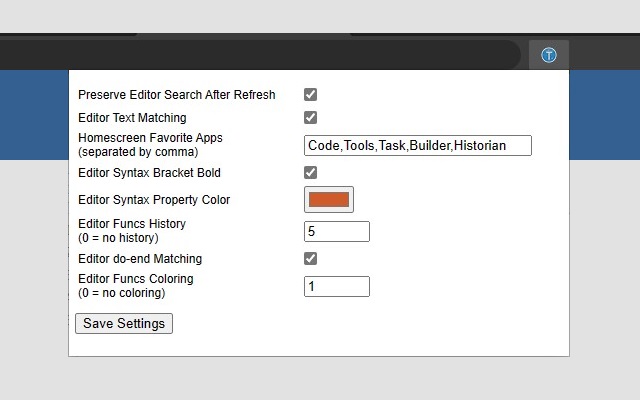 T
Preserve Editor Search After Refresh
Editor Text Matching
Homescreen Favorite Apps
(separated by comma)
Code,Tools,Task,Builder,Historian
Editor Syntax Bracket Bold
Editor Syntax Property Color
Editor Funcs History
(0 = no history)
5
Editor do-end Matching
Editor Funcs Coloring
(0 = no coloring)
1
Save Settings